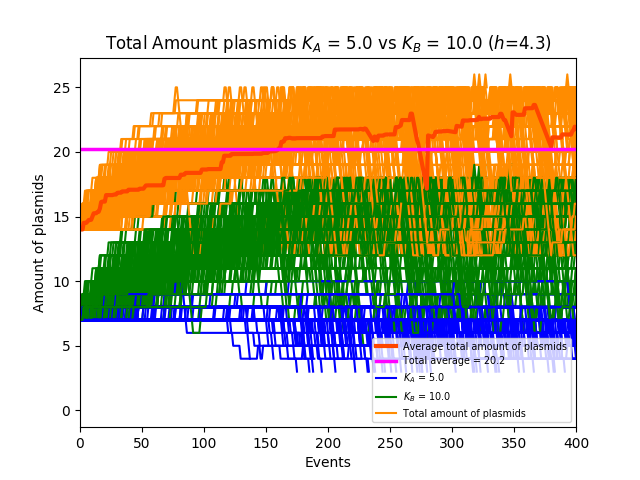 Total Amount plasmids K_A = 5.0 vs K_B = 10.0 (h=4.3)
Amount of plasmids
25
20
15
10
5
0
0 50 100 150 200 250 300 350 400
Events
Average total amount of plasmids
Total average = 20.2
K_A = 5.0
K_B = 10.0
Total amount of plasmids